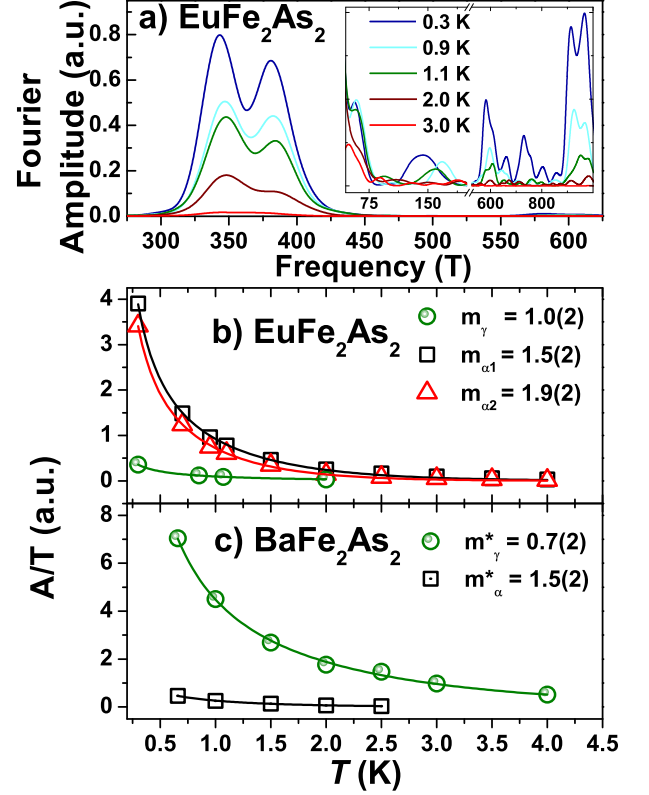 a) EuFe₂As₂
Fourier
Amplitude (a.u.)
0.8
0.6
0.4
0.2
0.0
0.3 K
0.9 K
1.1 K
2.0 K
3.0 K
75 150 600 800
300 350 400 450 500 550 600
Frequency (T)
b) EuFe₂As₂
mγ = 1.0(2)
mα1 = 1.5(2)
mα2 = 1.9(2)
4
3
2
1
0
A/T (a.u.)
c) BaFe₂As₂
m*γ = 0.7(2)
m*α = 1.5(2)
8
6
4
2
0
0.5 1.0 1.5 2.0 2.5 3.0 3.5 4.0 4.5
T (K)